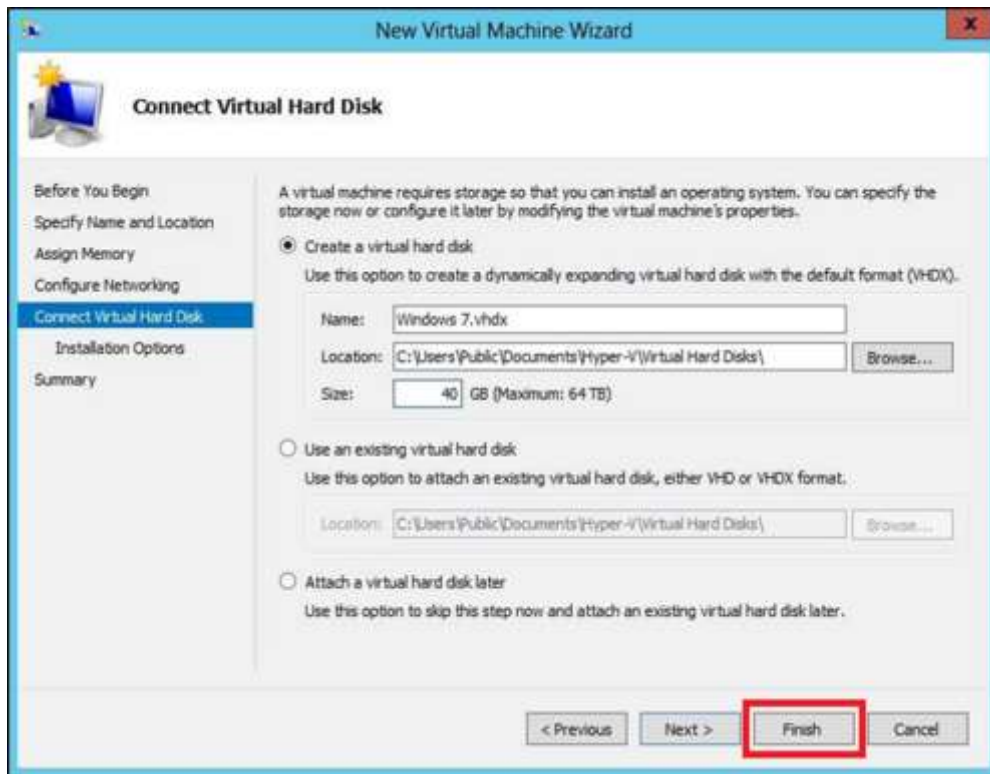 New Virtual Machine Wizard
x
Connect Virtual Hard Disk
Before You Begin
Specify Name and Location
Assign Memory
Configure Networking
Connect Virtual Hard Disk
Installation Options
Summary
A virtual machine requires storage so that you can install an operating system. You can specify the
storage now or configure it later by modifying the virtual machine's properties.
Create a virtual hard disk
Use this option to create a dynamically expanding virtual hard disk with the default format (VHDX).
Name: Windows 7.vhdx
Location: C:\Users\Public\Documents\Hyper-V\Virtual Hard Disks\ Browse...
Size: 40 GB (Maximum: 64 TB)
Use an existing virtual hard disk
Use this option to attach an existing virtual hard disk, either VHD or VHDX format.
Location: C:\Users\Public\Documents\Hyper-V\Virtual Hard Disks\ Browse...
Attach a virtual hard disk later
Use this option to skip this step now and attach an existing virtual hard disk later.
< Previous Next > Finish Cancel